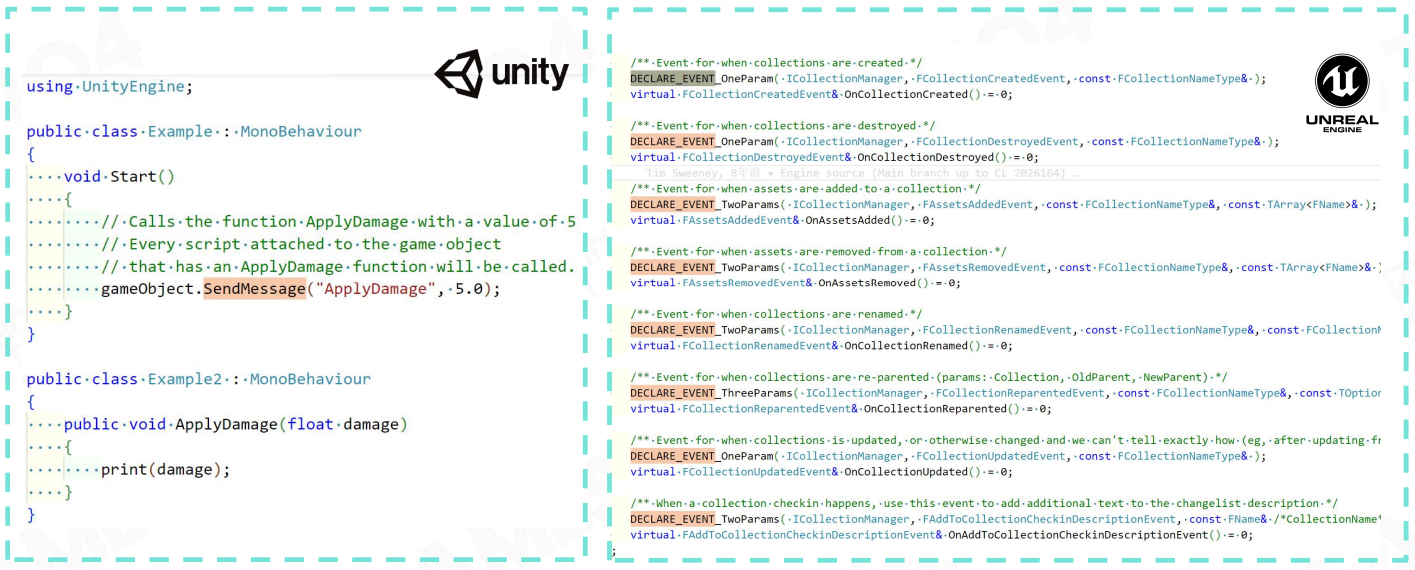 unity
using UnityEngine;
public class Example : MonoBehaviour
{
void Start()
{
// Calls the function ApplyDamage with a value of 5
// Every script attached to the game object
// that has an ApplyDamage function will be called.
gameObject.SendMessage("ApplyDamage", 5.0);
}
}
public class Example2 : MonoBehaviour
{
public void ApplyDamage(float damage)
{
print(damage);
}
}
UNREAL
ENGINE
/** Event for when collections are created */
DECLARE_EVENT_OneParam( ICollectionManager, FCollectionCreatedEvent, const FCollectionNameType& );
virtual FCollectionCreatedEvent& OnCollectionCreated() = 0;
/** Event for when collections are destroyed */
DECLARE_EVENT_OneParam( ICollectionManager, FCollectionDestroyedEvent, const FCollectionNameType& );
virtual FCollectionDestroyedEvent& OnCollectionDestroyed() = 0;
Tim Sweeney, 8年前 • Engine source (Main branch up to CL 2026164) …
/** Event for when assets are added to a collection */
DECLARE_EVENT_TwoParams( ICollectionManager, FAssetsAddedEvent, const FCollectionNameType&, const TArray<FName>& );
virtual FAssetsAddedEvent& OnAssetsAdded() = 0;
/** Event for when assets are removed from a collection */
DECLARE_EVENT_TwoParams( ICollectionManager, FAssetsRemovedEvent, const FCollectionNameType&, const TArray<FName>& )
virtual FAssetsRemovedEvent& OnAssetsRemoved() = 0;
/** Event for when collections are renamed */
DECLARE_EVENT_TwoParams( ICollectionManager, FCollectionRenamedEvent, const FCollectionNameType&, const FCollectionN
virtual FCollectionRenamedEvent& OnCollectionRenamed() = 0;
/** Event for when collections are re-parented (params: Collection, OldParent, NewParent) */
DECLARE_EVENT_ThreeParams( ICollectionManager, FCollectionReparentedEvent, const FCollectionNameType&, const TOption
virtual FCollectionReparentedEvent& OnCollectionReparented() = 0;
/** Event for when collections is updated, or otherwise changed and we can't tell exactly how (eg, after updating fr
DECLARE_EVENT_OneParam( ICollectionManager, FCollectionUpdatedEvent, const FCollectionNameType& );
virtual FCollectionUpdatedEvent& OnCollectionUpdated() = 0;
/** When a collection checkin happens, use this event to add additional text to the changelist description */
DECLARE_EVENT_TwoParams( ICollectionManager, FAddToCollectionCheckinDescriptionEvent, const FName& /*CollectionName*
virtual FAddToCollectionCheckinDescriptionEvent& OnAddToCollectionCheckinDescriptionEvent() = 0;
;